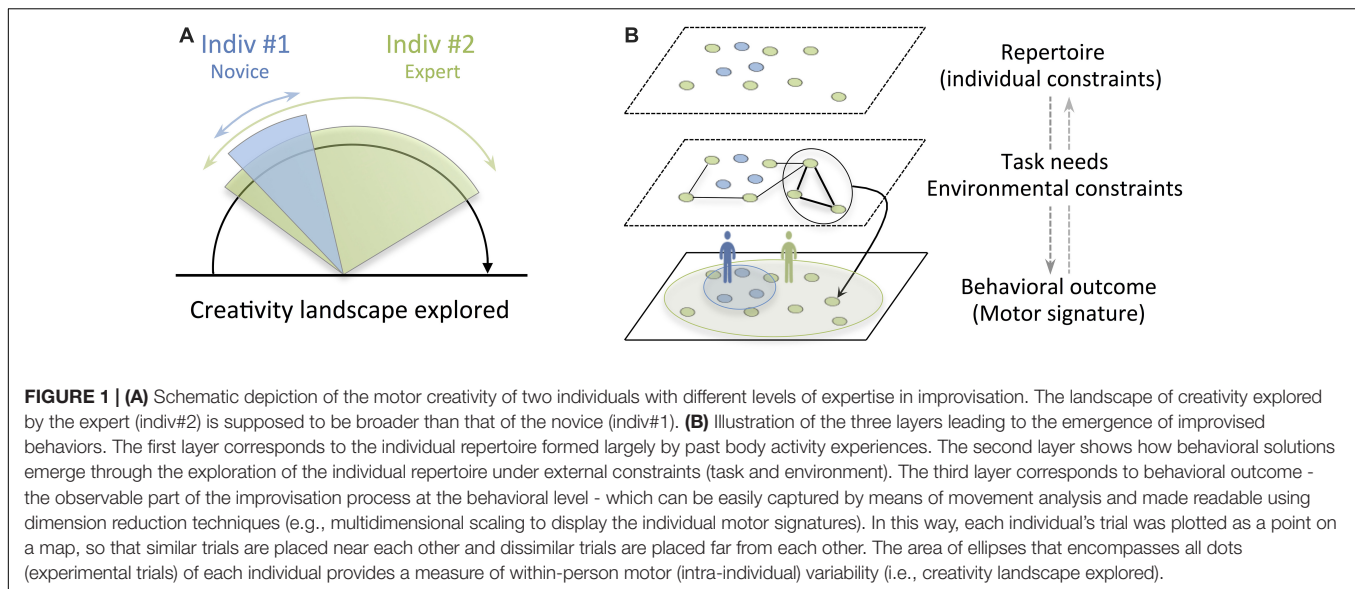 A
Indiv #1
Novice
Indiv #2
Expert
Creativity landscape explored
B
Repertoire
(individual constraints)
Task needs
Environmental constraints
Behavioral outcome
(Motor signature)
FIGURE 1 | (A) Schematic depiction of the motor creativity of two individuals with different levels of expertise in improvisation. The landscape of creativity explored
by the expert (indiv#2) is supposed to be broader than that of the novice (indiv#1). (B) Illustration of the three layers leading to the emergence of improvised
behaviors. The first layer corresponds to the individual repertoire formed largely by past body activity experiences. The second layer shows how behavioral solutions
emerge through the exploration of the individual repertoire under external constraints (task and environment). The third layer corresponds to behavioral outcome -
the observable part of the improvisation process at the behavioral level - which can be easily captured by means of movement analysis and made readable using
dimension reduction techniques (e.g., multidimensional scaling to display the individual motor signatures). In this way, each individual's trial was plotted as a point on
a map, so that similar trials are placed near each other and dissimilar trials are placed far from each other. The area of ellipses that encompasses all dots
(experimental trials) of each individual provides a measure of within-person motor (intra-individual) variability (i.e., creativity landscape explored).